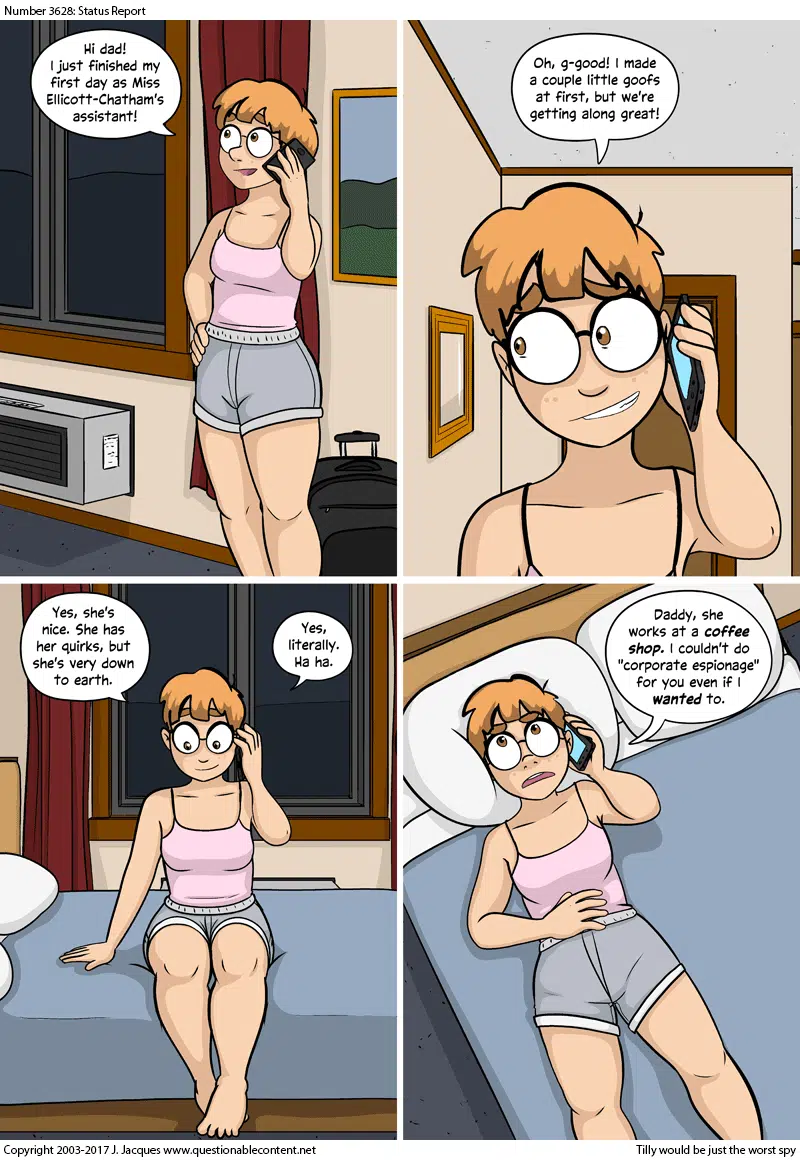 Number 3628: Status Report
Hi dad!
I just finished my
first day as Miss
Ellicott-Chatham's
assistant!
Oh, g-good! I made
a couple little goofs
at first, but we're
getting along great!
Yes, she's
nice. She has
her quirks, but
she's very down
to earth.
Yes,
literally.
Ha ha.
Daddy, she
works at a coffee
shop. I couldn't do
"corporate espionage"
for you even if I
wanted to.
Copyright 2003-2017 J. Jacques www.questionablecontent.net
Tilly would be just the worst spy